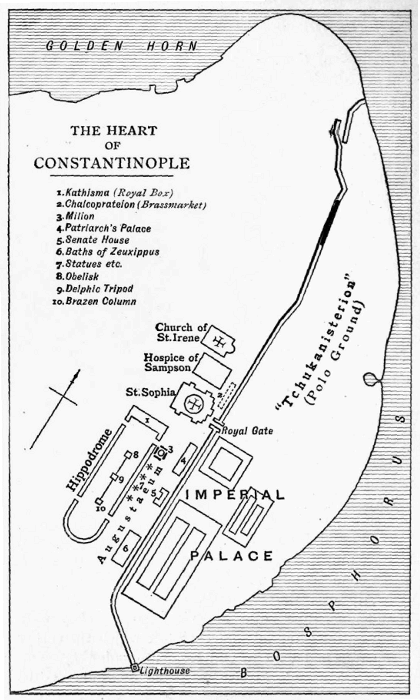 GOLDEN HORN
THE HEART
OF
CONSTANTINOPLE
1. Kathisma (Royal Box)
2. Chalcoprateion (Brassmarket)
3. Milion
4. Patriarch's Palace
5. Senate House
6. Baths of Zeuxippus
7. Statues etc.
8. Obelisk
9. Delphic Tripod
10. Brazen Column
Church of
St. Irene
Hospice of
Sampson
St. Sophia
2
"Tchukanisterion"
(Polo Ground)
Royal Gate
1
Hippodrome
3
8
4
9
7
5
10
Augustaeum
6
IMPERIAL
PALACE
BOSPHORUS
Lighthouse